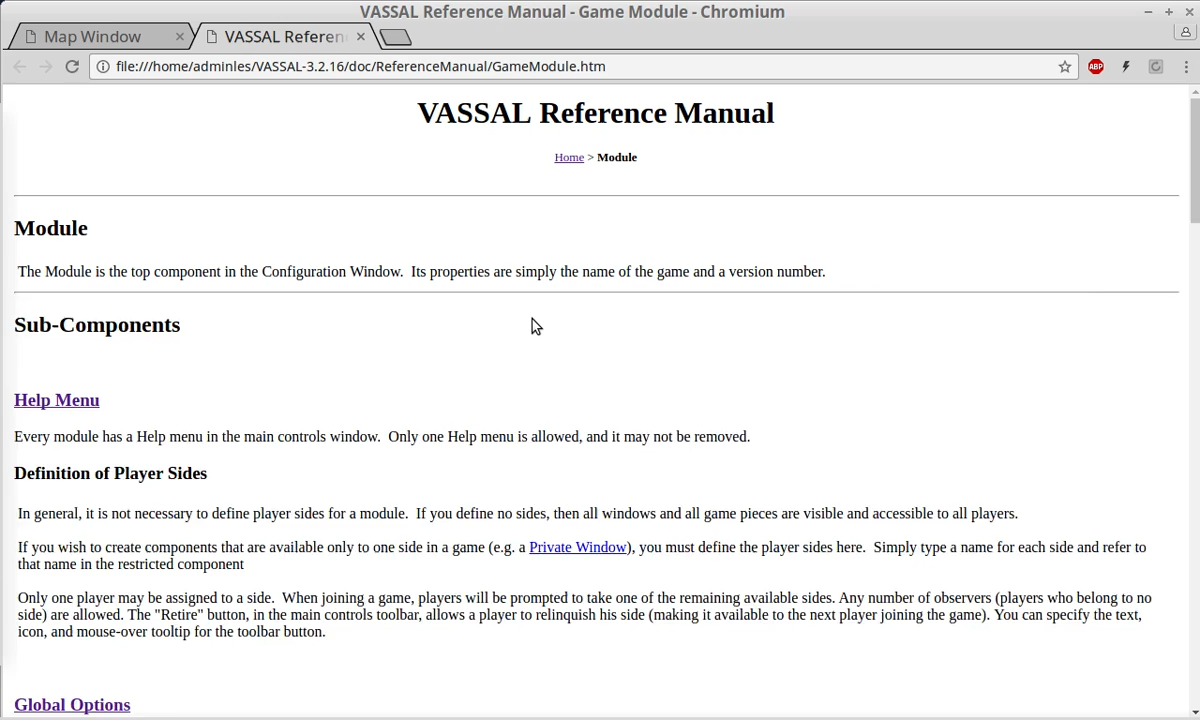 VASSAL Reference Manual - Game Module - Chromium
Map Window
VASSAL Referen
file:///home/adminles/VASSAL-3.2.16/doc/ReferenceManual/GameModule.htm
ABP
VASSAL Reference Manual
Home > Module
Module
The Module is the top component in the Configuration Window.  Its properties are simply the name of the game and a version number.
Sub-Components
Help Menu
Every module has a Help menu in the main controls window.  Only one Help menu is allowed, and it may not be removed.
Definition of Player Sides
In general, it is not necessary to define player sides for a module.  If you define no sides, then all windows and all game pieces are visible and accessible to all players.
If you wish to create components that are available only to one side in a game (e.g. a Private Window), you must define the player sides here.  Simply type a name for each side and refer to
that name in the restricted component
Only one player may be assigned to a side.  When joining a game, players will be prompted to take one of the remaining available sides. Any number of observers (players who belong to no
side) are allowed. The "Retire" button, in the main controls toolbar, allows a player to relinquish his side (making it available to the next player joining the game). You can specify the text,
icon, and mouse-over tooltip for the toolbar button.
Global Options